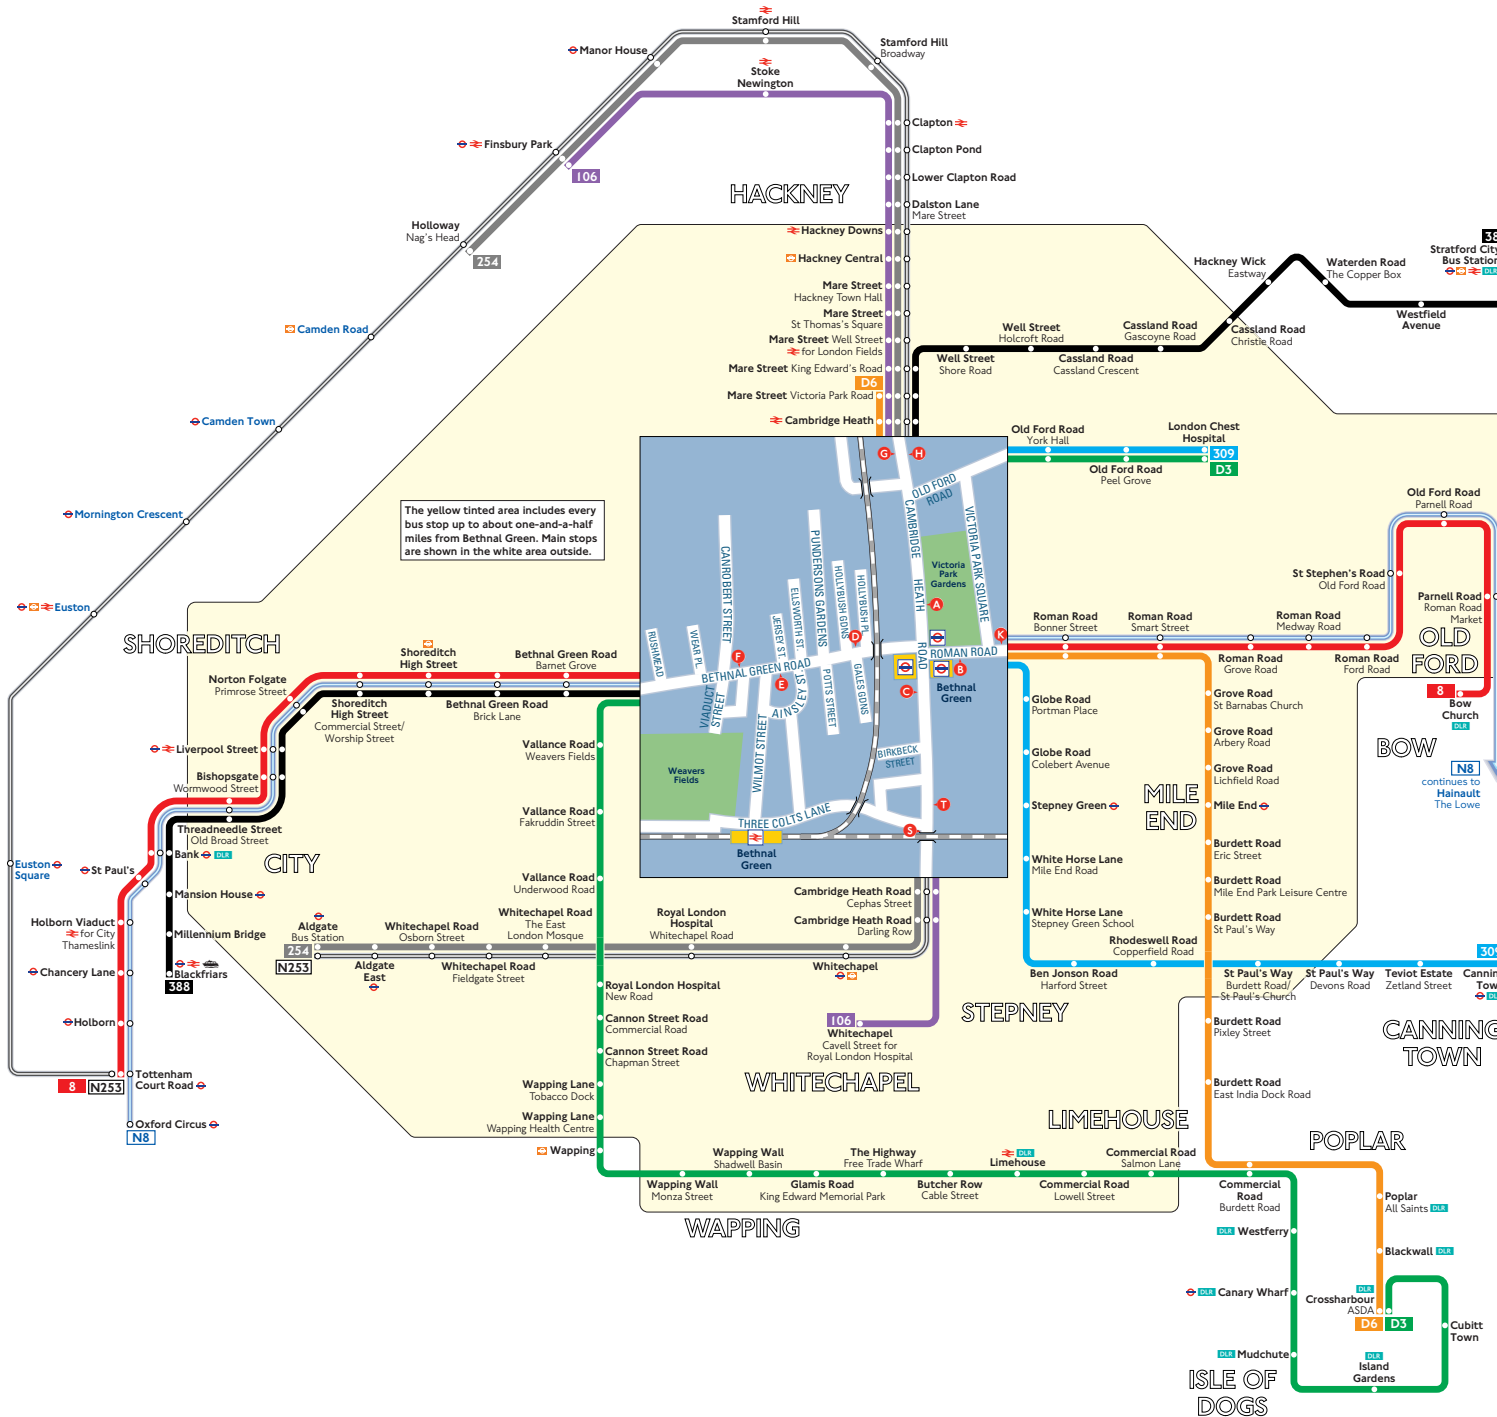 Stamford Hill
Manor House
Stamford Hill
Broadway
Stoke
Newington
Clapton
Finsbury Park
Clapton Pond
106
Lower Clapton Road
HACKNEY
Dalston Lane
Mare Street
Holloway
Nag's Head
Hackney Downs
254
Hackney Central
38
Stratford City
Bus Station
DLR
Hackney Wick
Eastway
Waterden Road
The Copper Box
Mare Street
Hackney Town Hall
Mare Street
St Thomas's Square
Westfield
Avenue
Camden Road
Mare Street Well Street
for London Fields
Well Street
Holcroft Road
Cassland Road
Gascoyne Road
Cassland Road
Christie Road
Well Street
Shore Road
Cassland Road
Cassland Crescent
Mare Street King Edward's Road
D6
Mare Street Victoria Park Road
Camden Town
Cambridge Heath
Old Ford Road
York Hall
London Chest
Hospital
309
D3
Old Ford Road
Peel Grove
G
H
OLD FORD
ROAD
Old Ford Road
Parnell Road
The yellow tinted area includes every
bus stop up to about one-and-a-half
miles from Bethnal Green. Main stops
are shown in the white area outside.
Mornington Crescent
CAMBRIDGE
HEATH
ROAD
VICTORIA PARK SQUARE
CANROBERT STREET
PUNDERSONS GARDENS
HOLLYBUSH GDNS
HOLLYBUSH PL
ELLSWORTH ST
JERSEY ST
Victoria
Park
Gardens
St Stephen's Road
Old Ford Road
Parnell Road
Roman Road
Market
Euston
A
SHOREDITCH
RUSHMEAD
WEAR PL
D
K
Roman Road
Bonner Street
Roman Road
Smart Street
Roman Road
Medway Road
OLD
FORD
Shoreditch
High Street
Bethnal Green Road
Barnet Grove
F
BETHNAL GREEN ROAD
ROMAN ROAD
B
Roman Road
Grove Road
Roman Road
Ford Road
Norton Folgate
Primrose Street
E
C
Bethnal
Green
8
Bow
Church
DLR
Shoreditch
High Street
Commercial Street/
Worship Street
Bethnal Green Road
Brick Lane
VIADUCT
STREET
AINSLEY ST
POTTS STREET
GALES GDNS
WILMOT STREET
Globe Road
Portman Place
Grove Road
St Barnabas Church
Liverpool Street
Vallance Road
Weavers Fields
Weavers
Fields
BIRKBECK
STREET
Globe Road
Colebert Avenue
Grove Road
Arbery Road
BOW
Bishopsgate
Wormwood Street
Grove Road
Lichfield Road
N8
continues to
Hainault
The Lowe
MILE
END
Stepney Green
Mile End
Vallance Road
Fakruddin Street
THREE COLTS LANE
T
S
Threadneedle Street
Old Broad Street
Bank DLR
Burdett Road
Eric Street
Bethnal
Green
White Horse Lane
Mile End Road
CITY
Euston
Square
St Paul's
Vallance Road
Underwood Road
Cambridge Heath Road
Cephas Street
Burdett Road
Mile End Park Leisure Centre
Mansion House
White Horse Lane
Stepney Green School
Burdett Road
St Paul's Way
Holborn Viaduct
for City
Thameslink
Millennium Bridge
Aldgate
Bus Station
Whitechapel Road
Osborn Street
Whitechapel Road
The East
London Mosque
Royal London
Hospital
Whitechapel Road
Cambridge Heath Row
Darling Row
Rhodeswell Road
Copperfield Road
254
N253
Aldgate
East
Whitechapel Road
Fieldgate Street
Whitechapel
Chancery Lane
Blackfriars
388
Ben Jonson Road
Harford Street
St Paul's Way
Burdett Road/
St Paul's Church
St Paul's Way
Devons Road
Teviot Estate
Zetland Street
309
Canning
Town
Royal London Hospital
New Road
Holborn
Cannon Street Road
Commercial Road
106
Whitechapel
Cavell Street for
Royal London Hospital
STEPNEY
Burdett Road
Pixley Street
CANNING
TOWN
Cannon Street Road
Chapman Street
WHITECHAPEL
Tottenham
Court Road
8
N253
Wapping Lane
Tobacco Dock
Burdett Road
East India Dock Road
Oxford Circus
N8
Wapping Lane
Wapping Health Centre
LIMEHOUSE
POPLAR
Wapping
Wapping Wall
Shadwell Basin
The Highway
Free Trade Wharf
DLR
Limehouse
Commercial Road
Salmon Lane
Wapping Wall
Monza Street
Glamis Road
King Edward Memorial Park
Butcher Row
Cable Street
Commercial Road
Lowell Street
Commercial
Road
Burdett Road
Poplar
All Saints DLR
WAPPING
DLR Westferry
Blackwall DLR
DLR Canary Wharf
DLR
Crossharbour
ASDA
D6
D3
Cubitt
Town
DLR Mudchute
DLR
Island
Gardens
ISLE OF
DOGS